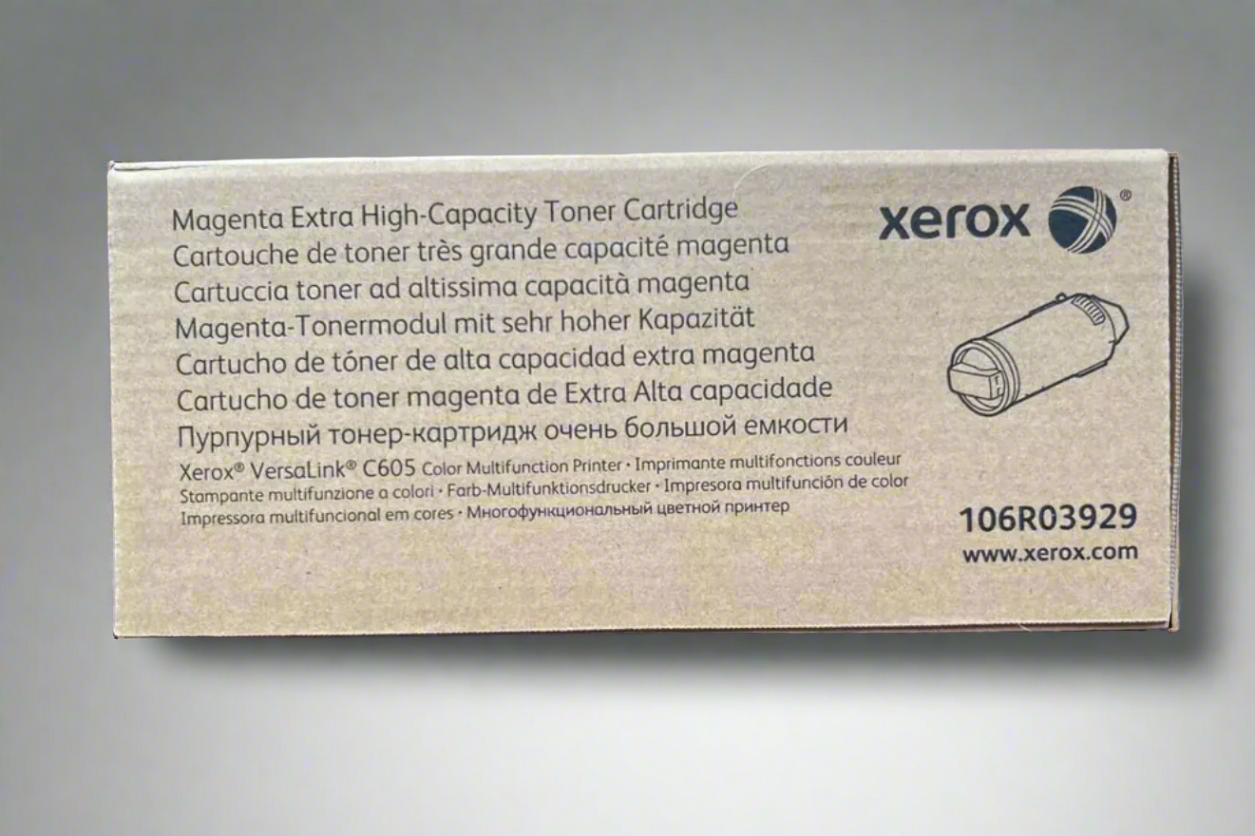 Magenta Extra High-Capacity Toner Cartridge
Cartouche de toner très grande capacité magenta
Cartuccia toner ad altissima capacità magenta
Magenta-Tonermodul mit sehr hoher Kapazität
Cartucho de tóner de alta capacidad extra magenta
Cartucho de toner magenta de Extra Alta capacidade
Пурпурный тонер-картридж очень большой емкости
Xerox® VersaLink® C605 Color Multifunction Printer · Imprimante multifonctions couleur
Stampante multifunzione a colori · Farb-Multifunktionsdrucker · Impresora multifunción de color
Impressora multifuncional em cores · Многофункциональный цветной принтер
xerox ®
106R03929
www.xerox.com